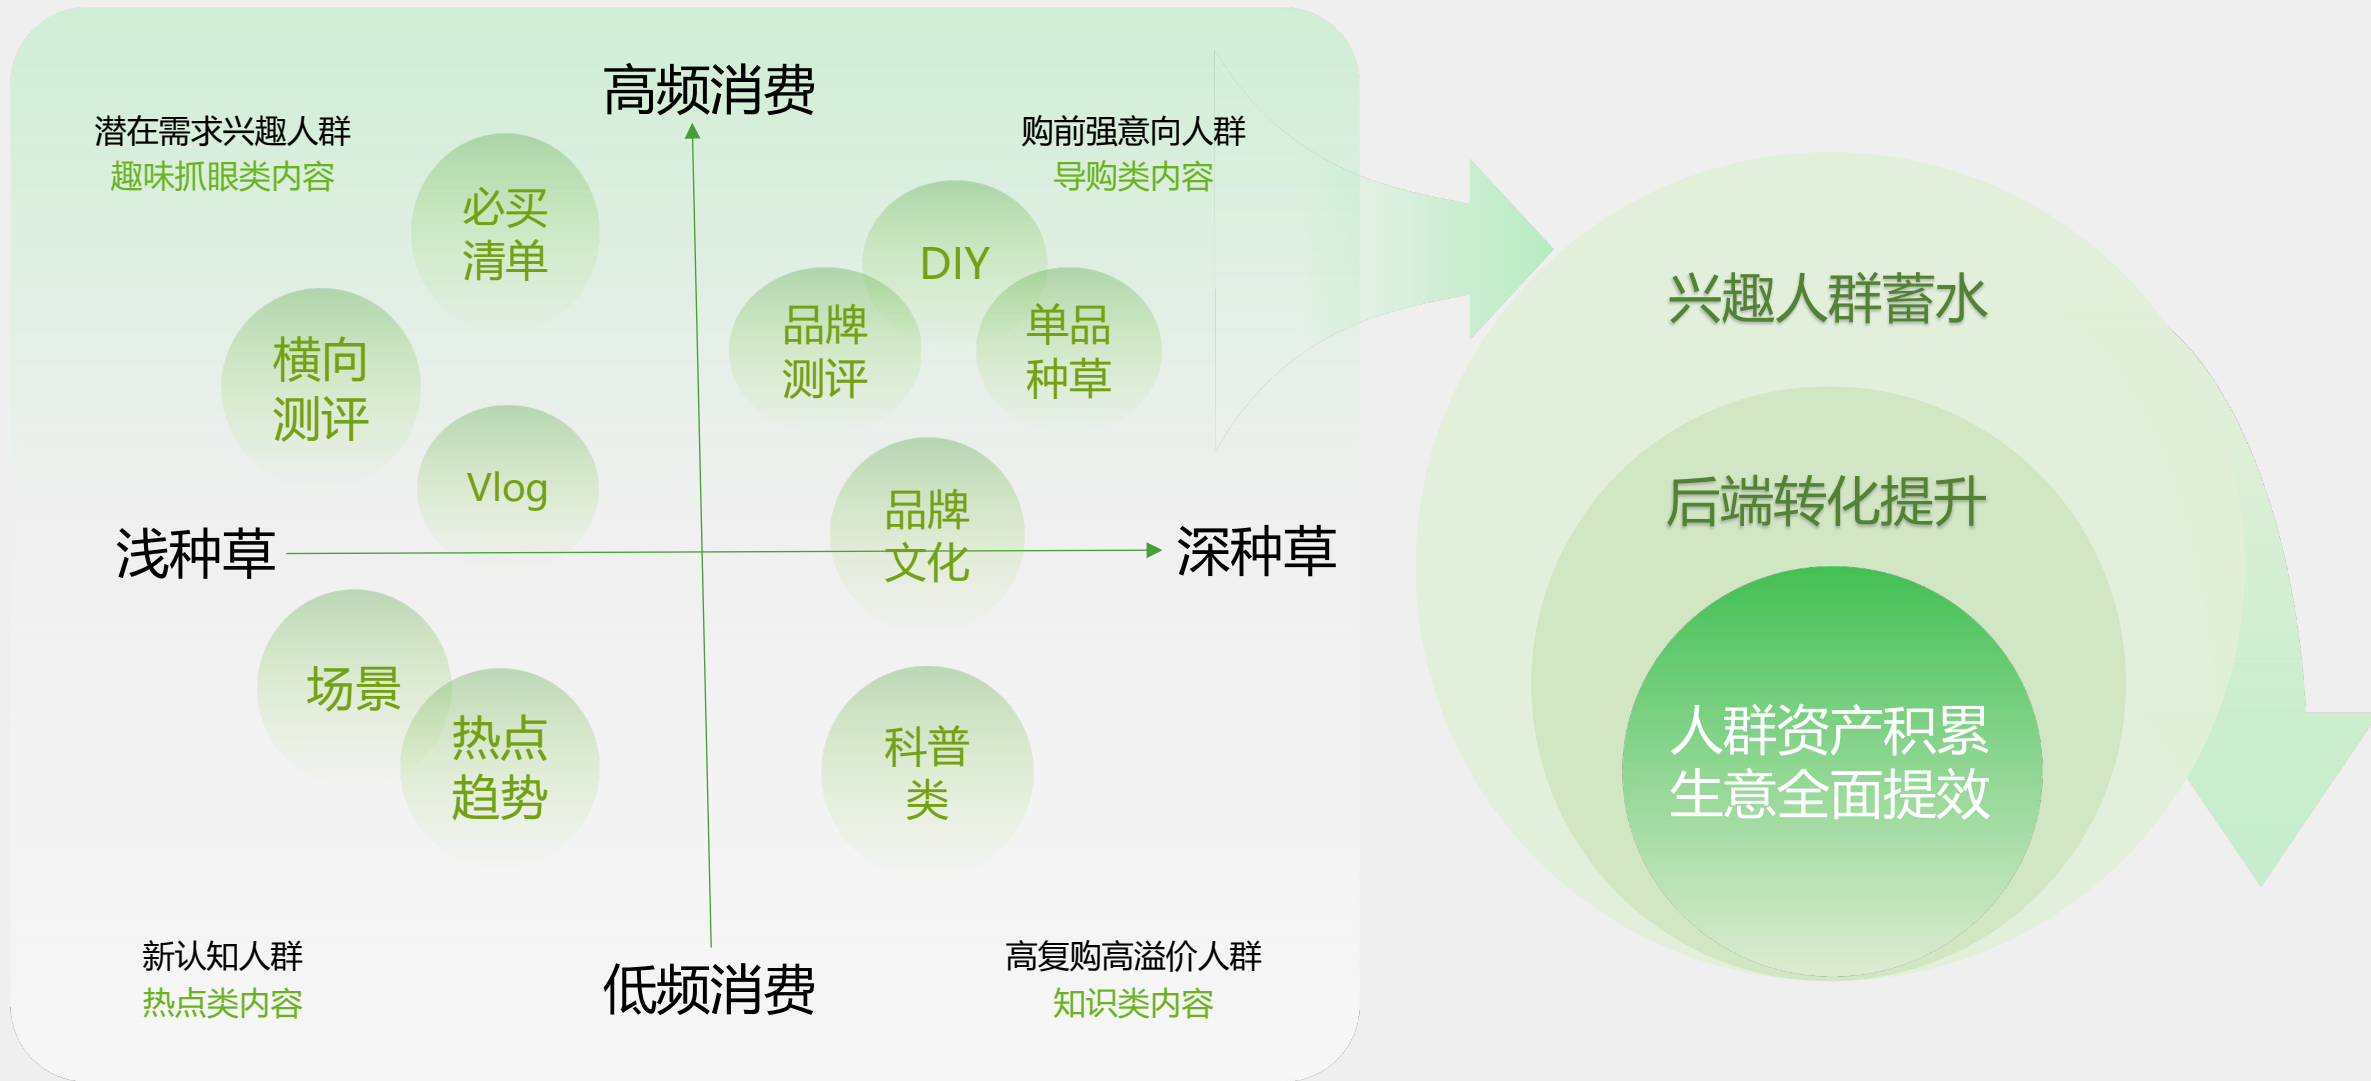 高频消费
潜在需求兴趣人群
趣味抓眼类内容
购前强意向人群
导购类内容
必买
清单
横向
测评
Vlog
DIY
品牌
测评
单品
种草
品牌
文化
浅种草
深种草
场景
热点
趋势
科普
类
新认知人群
热点类内容
低频消费
高复购高溢价人群
知识类内容
兴趣人群蓄水
后端转化提升
人群资产积累
生意全面提效